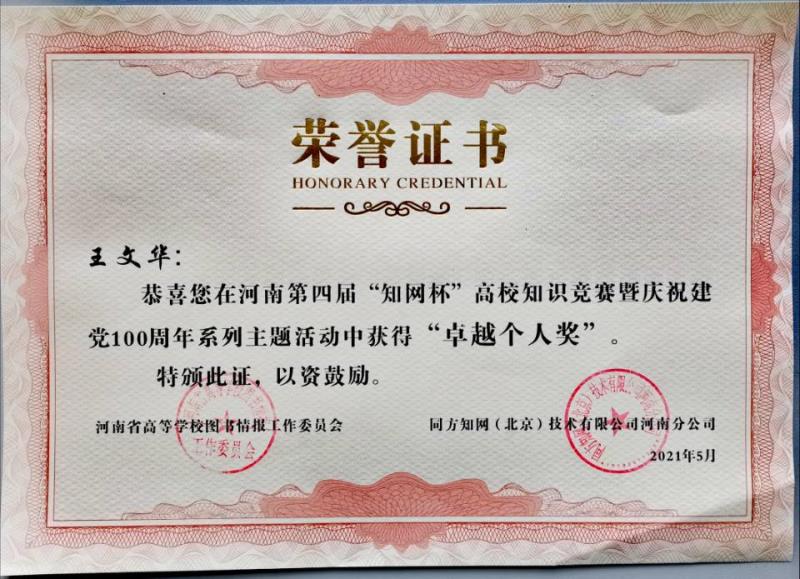 荣誉证书
HONORARY CREDENTIAL
王文华：
恭喜您在河南第四届“知网杯”高校知识竞赛暨庆祝建
党100周年系列主题活动中获得“卓越个人奖”。
特颁此证，以资鼓励。
河南省高等学校图书情报工作委员会
同方知网（北京）技术有限公司河南分公司
2021年5月
工作委员会